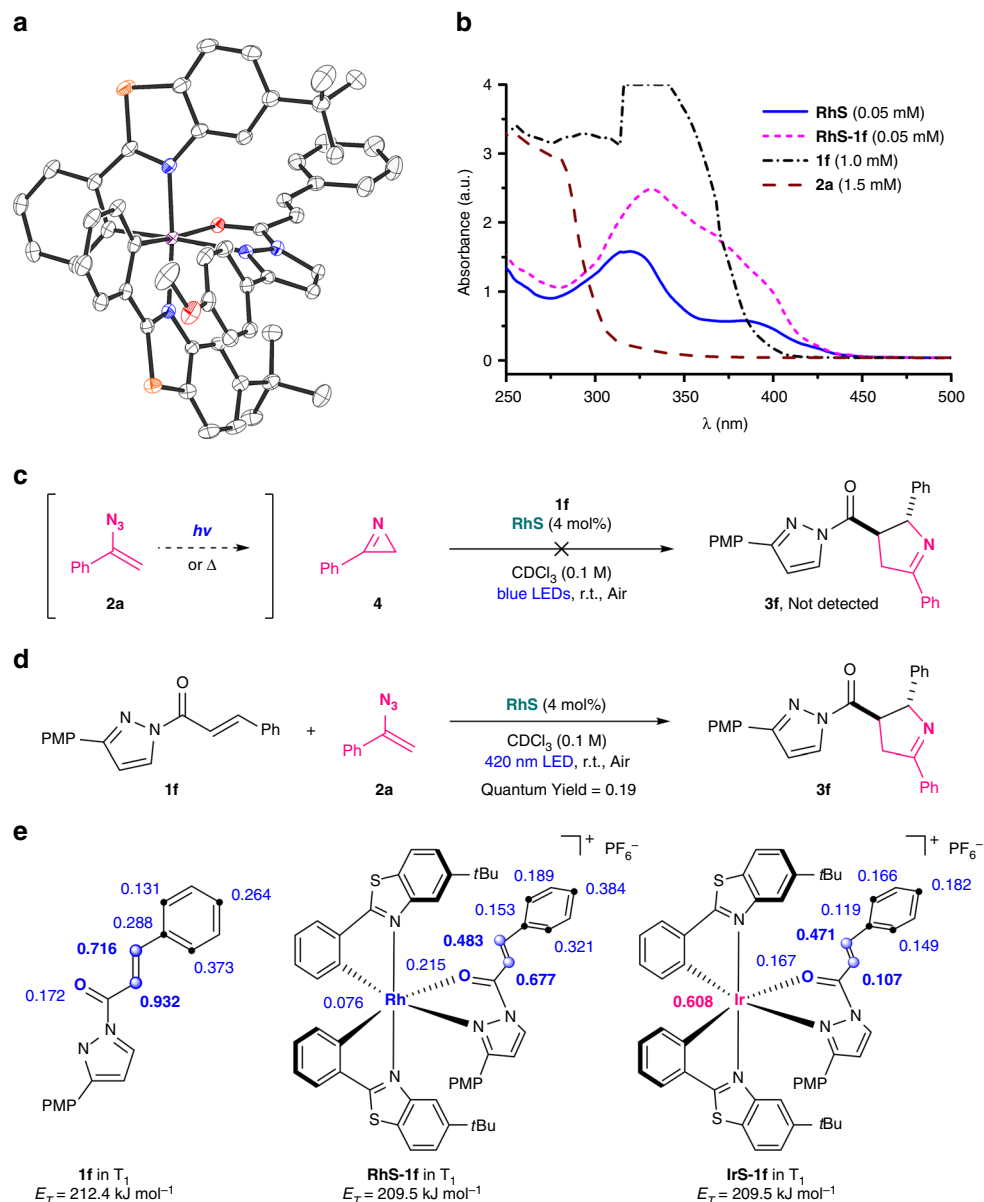 a
b
4
3
2
1
0
Absorbance (a.u.)
250 300 350 400 450 500
λ (nm)
RhS (0.05 mM)
RhS-1f (0.05 mM)
1f (1.0 mM)
2a (1.5 mM)
c
N3
Ph
2a
hv
or Δ
N
Ph
4
1f
RhS (4 mol%)
CDCl3 (0.1 M)
blue LEDs, r.t., Air
O
Ph
N
N
N
PMP
Ph
3f, Not detected
d
O
N
N
Ph
PMP
1f
+
N3
Ph
2a
RhS (4 mol%)
CDCl3 (0.1 M)
420 nm LED, r.t., Air
Quantum Yield = 0.19
O
Ph
N
N
N
PMP
Ph
3f
e
0.131
0.264
0.288
0.716
0.373
0.172
O
0.932
N
N
PMP
1f in T1
ET = 212.4 kJ mol−1
+ PF6−
tBu
S
N
0.189
0.384
0.153
0.483
0.321
0.215
O
0.677
0.076
Rh
N
N
PMP
N
S
tBu
RhS-1f in T1
ET = 209.5 kJ mol−1
+ PF6−
tBu
S
N
0.166
0.182
0.119
0.471
0.149
0.167
O
0.107
0.608
Ir
N
N
PMP
N
S
tBu
IrS-1f in T1
ET = 209.5 kJ mol−1